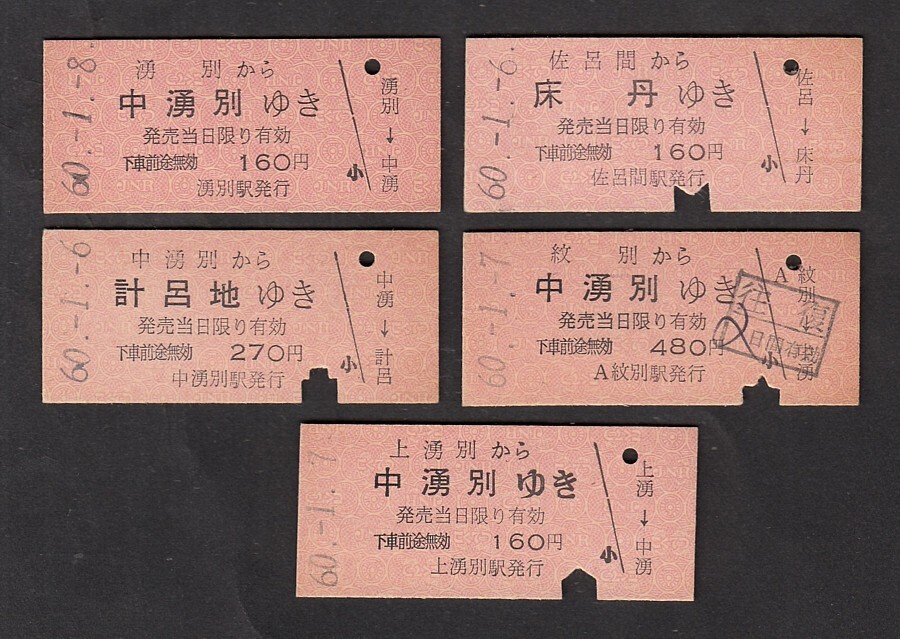 60.-1.-8.
湧別から
中湧別ゆき
発売当日限り有効
下車前途無効 160円
湧別駅発行
小
湧別→中湧
60.-1.-6.
佐呂間から
床丹ゆき
発売当日限り有効
下車前途無効 160円
佐呂間駅発行
小
佐呂→床丹
60.-1.-6
中湧別から
計呂地ゆき
発売当日限り有効
下車前途無効 270円
中湧別駅発行
小
中湧→計呂
60.-1.-7
紋別から
中湧別ゆき
発売当日限り有効
下車前途無効 480円
A紋別駅発行
小
A紋別→中湧
往復
2日間有効
60.-1.-7
上湧別から
中湧別ゆき
発売当日限り有効
下車前途無効 160円
上湧別駅発行
小
上湧→中湧